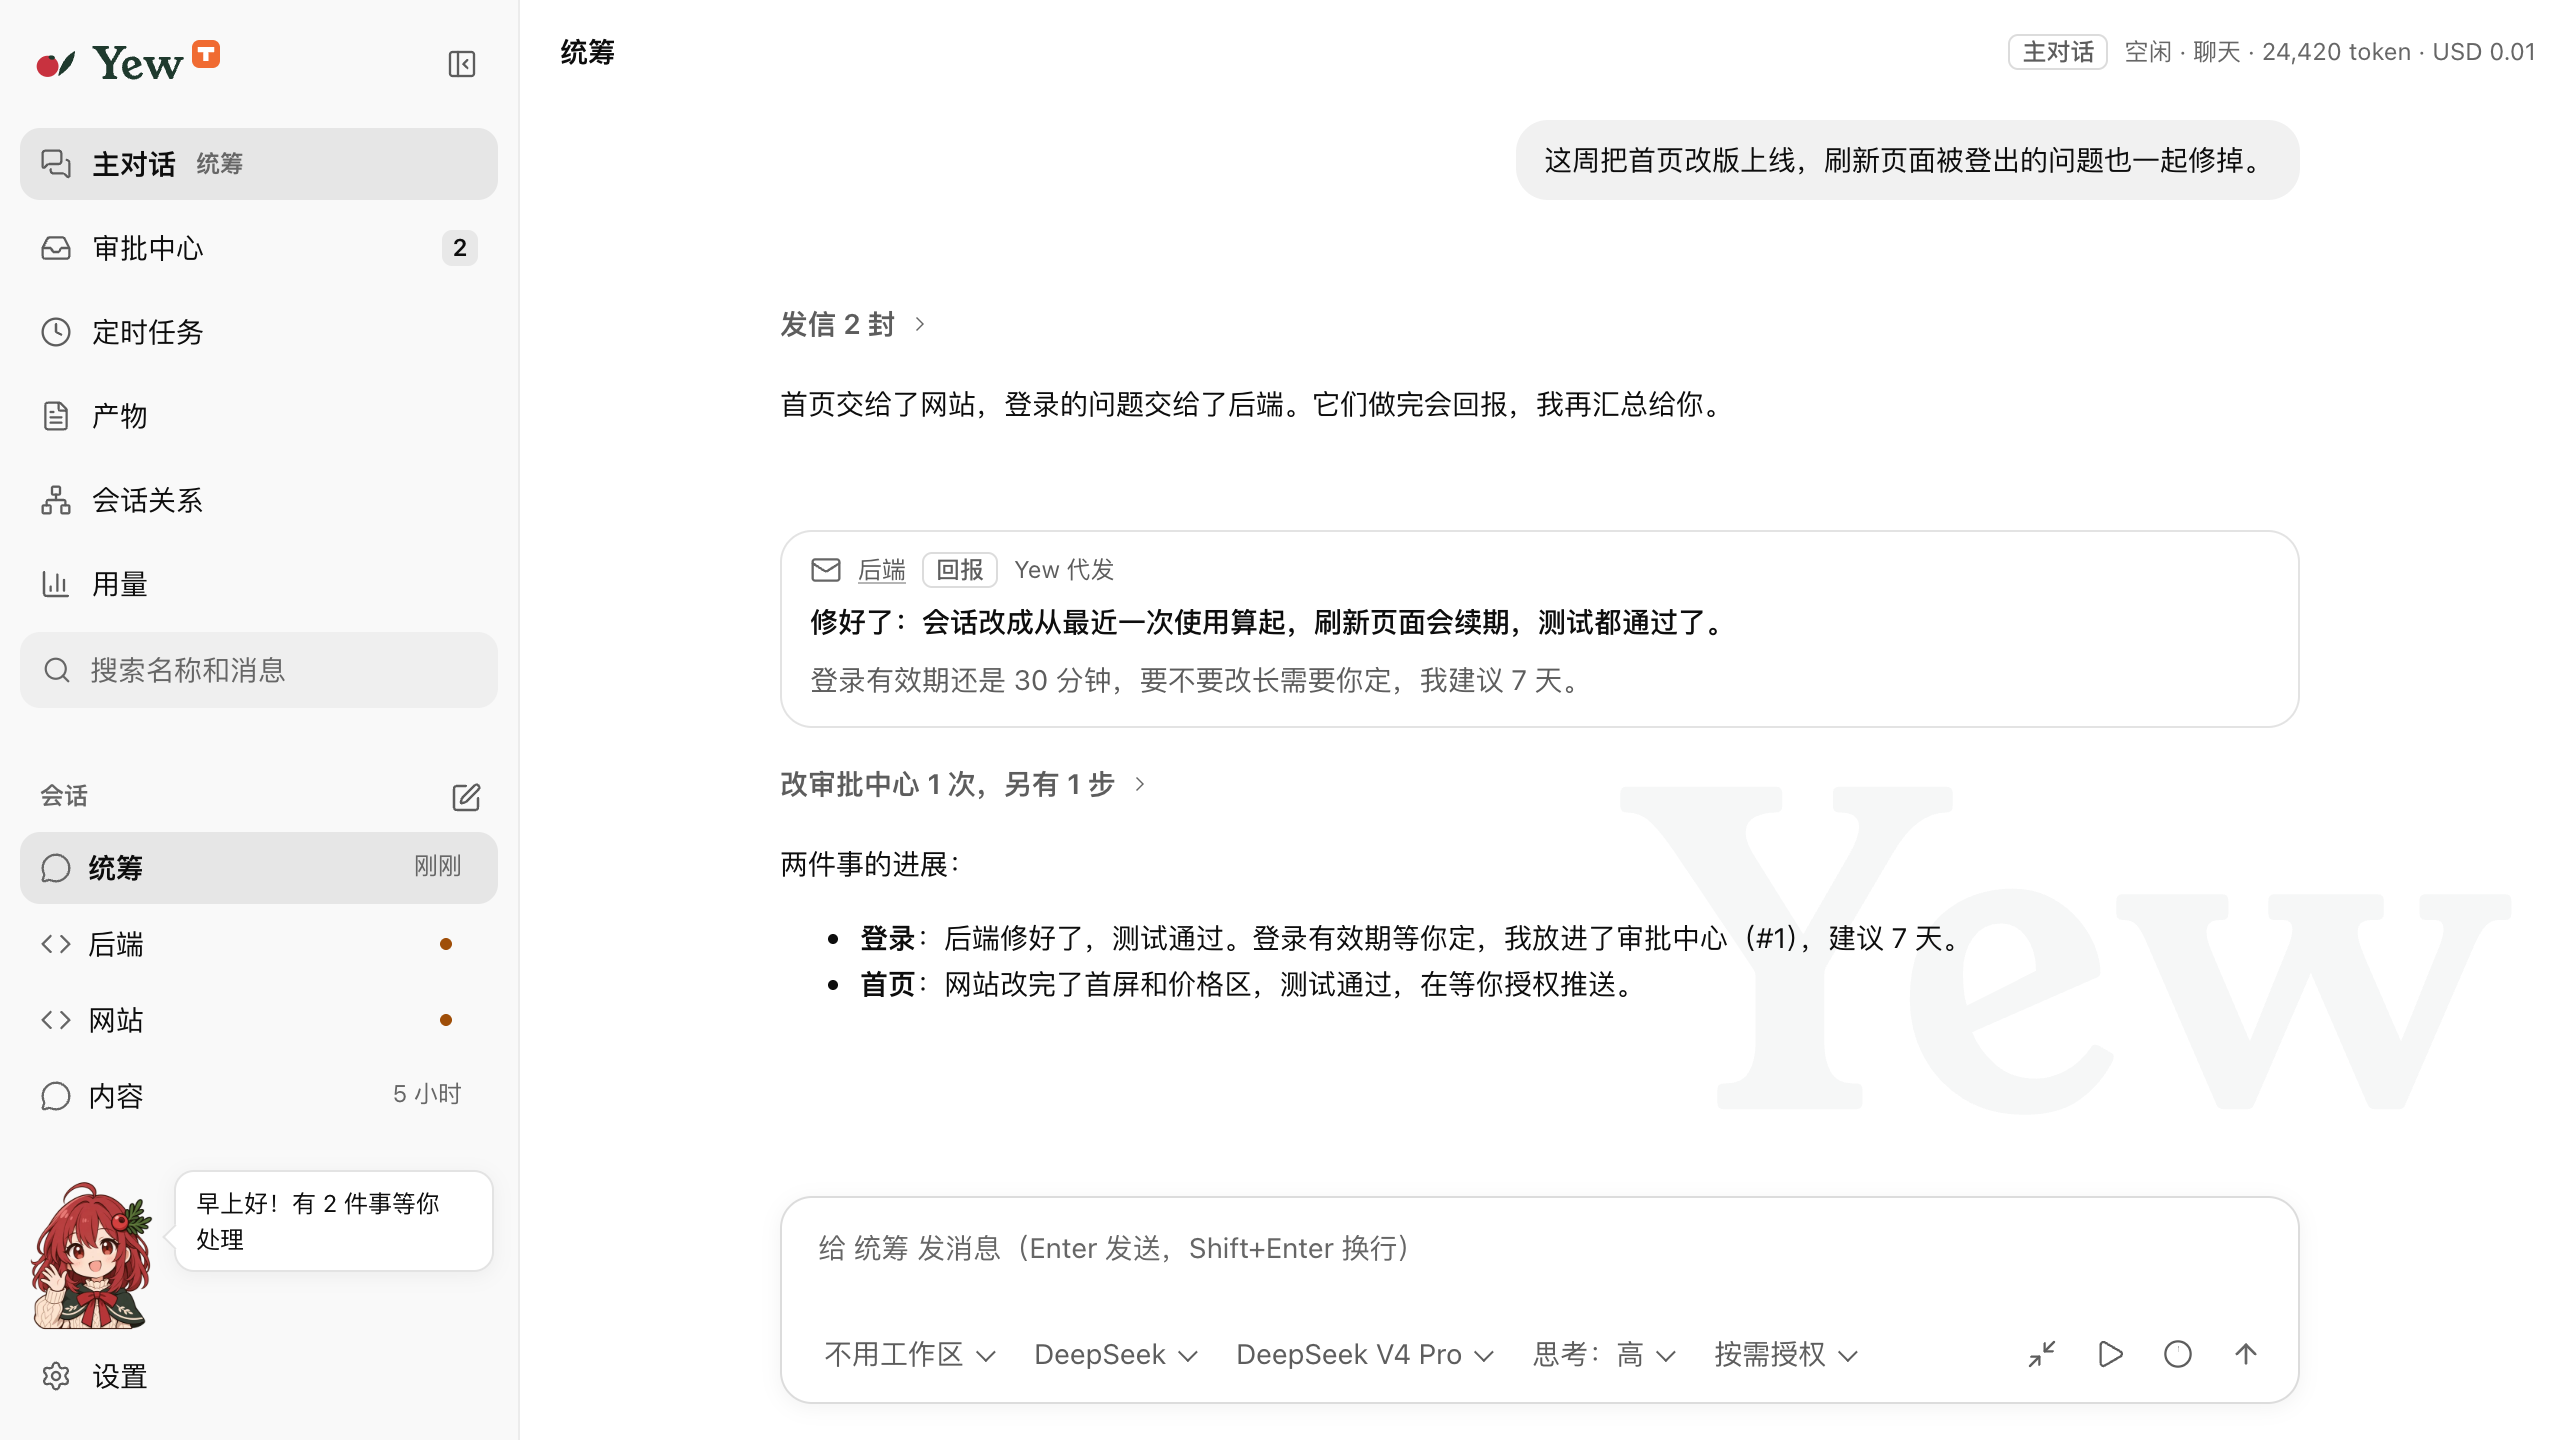 Yew T
主对话 统筹
审批中心 2
定时任务
产物
会话关系
用量
搜索名称和消息
会话
统筹 刚刚
后端
网站
内容 5 小时
早上好！有 2 件事等你
处理
设置
统筹
主对话 空闲 · 聊天 · 24,420 token · USD 0.01
这周把首页改版上线，刷新页面被登出的问题也一起修掉。
发信 2 封
首页交给了网站，登录的问题交给了后端。它们做完会回报，我再汇总给你。
后端 回报 Yew 代发
修好了：会话改成从最近一次使用算起，刷新页面会续期，测试都通过了。
登录有效期还是 30 分钟，要不要改长需要你定，我建议 7 天。
改审批中心 1 次，另有 1 步
两件事的进展：
登录：后端修好了，测试通过。登录有效期等你定，我放进了审批中心（#1），建议 7 天。
首页：网站改完了首屏和价格区，测试通过，在等你授权推送。
Yew
给 统筹 发消息（Enter 发送，Shift+Enter 换行）
不用工作区 DeepSeek DeepSeek V4 Pro 思考：高 按需授权